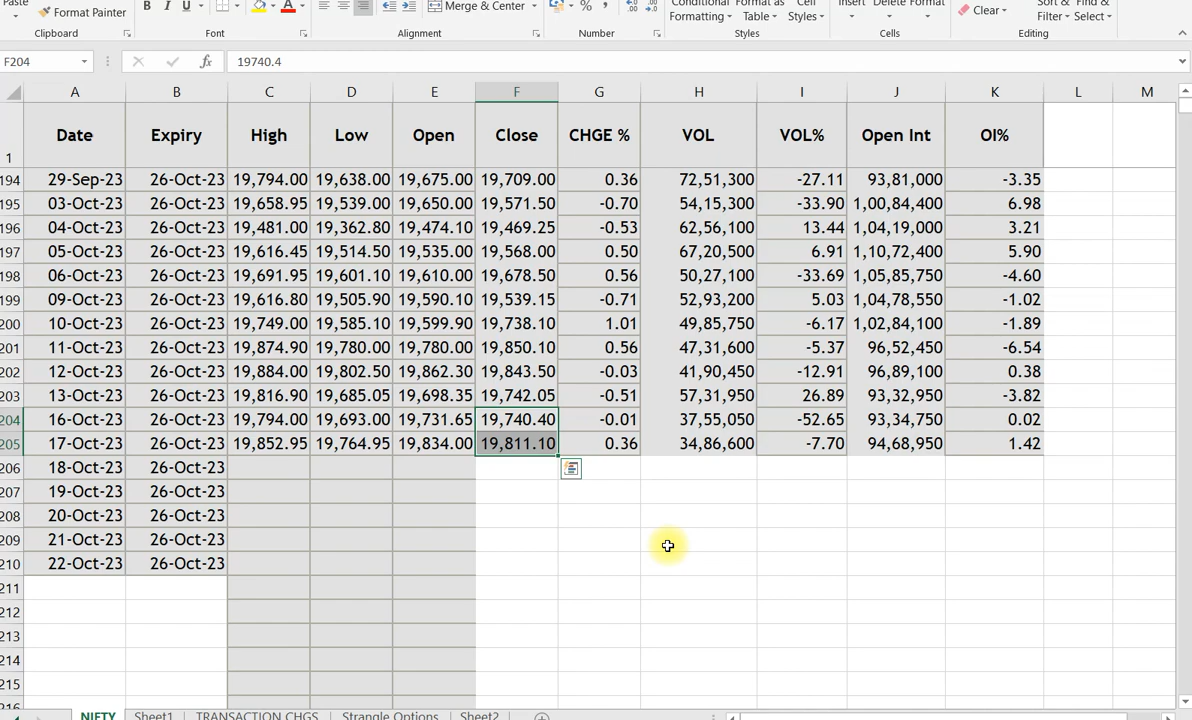 Paste Format Painter B I U A Merge & Center % , Conditional Format as Cell Insert Delete Format Clear Sort & Find &
Formatting Table Styles Filter Select
Clipboard Font Alignment Number Styles Cells Editing
F204 fx 19740.4
A B C D E F G H I J K L M
1 Date Expiry High Low Open Close CHGE % VOL VOL% Open Int OI%
194 29-Sep-23 26-Oct-23 19,794.00 19,638.00 19,675.00 19,709.00 0.36 72,51,300 -27.11 93,81,000 -3.35
195 03-Oct-23 26-Oct-23 19,658.95 19,539.00 19,650.00 19,571.50 -0.70 54,15,300 -33.90 1,00,84,400 6.98
196 04-Oct-23 26-Oct-23 19,481.00 19,362.80 19,474.10 19,469.25 -0.53 62,56,100 13.44 1,04,19,000 3.21
197 05-Oct-23 26-Oct-23 19,616.45 19,514.50 19,535.00 19,568.00 0.50 67,20,500 6.91 1,10,72,400 5.90
198 06-Oct-23 26-Oct-23 19,691.95 19,601.10 19,610.00 19,678.50 0.56 50,27,100 -33.69 1,05,85,750 -4.60
199 09-Oct-23 26-Oct-23 19,616.80 19,505.90 19,590.10 19,539.15 -0.71 52,93,200 5.03 1,04,78,550 -1.02
200 10-Oct-23 26-Oct-23 19,749.00 19,585.10 19,599.90 19,738.10 1.01 49,85,750 -6.17 1,02,84,100 -1.89
201 11-Oct-23 26-Oct-23 19,874.90 19,780.00 19,780.00 19,850.10 0.56 47,31,600 -5.37 96,52,450 -6.54
202 12-Oct-23 26-Oct-23 19,884.00 19,802.50 19,862.30 19,843.50 -0.03 41,90,450 -12.91 96,89,100 0.38
203 13-Oct-23 26-Oct-23 19,816.90 19,685.05 19,698.35 19,742.05 -0.51 57,31,950 26.89 93,32,950 -3.82
204 16-Oct-23 26-Oct-23 19,794.00 19,693.00 19,731.65 19,740.40 -0.01 37,55,050 -52.65 93,34,750 0.02
205 17-Oct-23 26-Oct-23 19,852.95 19,764.95 19,834.00 19,811.10 0.36 34,86,600 -7.70 94,68,950 1.42
206 18-Oct-23 26-Oct-23
207 19-Oct-23 26-Oct-23
208 20-Oct-23 26-Oct-23
209 21-Oct-23 26-Oct-23
210 22-Oct-23 26-Oct-23
211
212
213
214
215
216
NIFTY Sheet1 TRANSACTION CHGS Strangle Options Sheet2